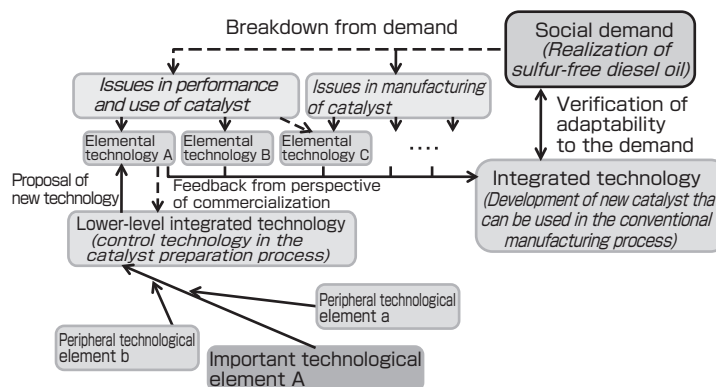 Breakdown from demand
Social demand
(Realization of
sulfur-free diesel oil)
Issues in performance
and use of catalyst
Issues in manufacturing
of catalyst
Verification of
adaptability
to the demand
Elemental
technology A
Elemental
technology B
Elemental
technology C
....
Proposal of
new technology
Feedback from perspective
of commercialization
Integrated technology
(Development of new catalyst tha
can be used in the conventional
manufacturing process)
Lower-level integrated technology
(control technology in the
catalyst preparation process)
Peripheral technological
element a
Peripheral technological
element b
Important technological
element A